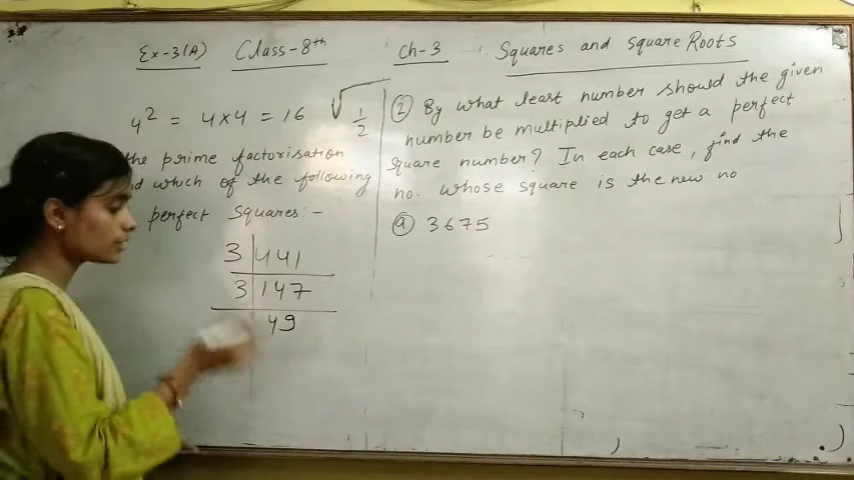 Ex-3(A) Class-8th Ch-3 Squares and Square Roots
4² = 4×4 = 16 √ 1/2
the prime factorisation
which of the following
perfect squares:-
3 | 441
3 | 147
49
② By what least number should the given
number be multiplied to get a perfect
square number? In each case, find the
no. whose square is the new no.
ⓐ 3675